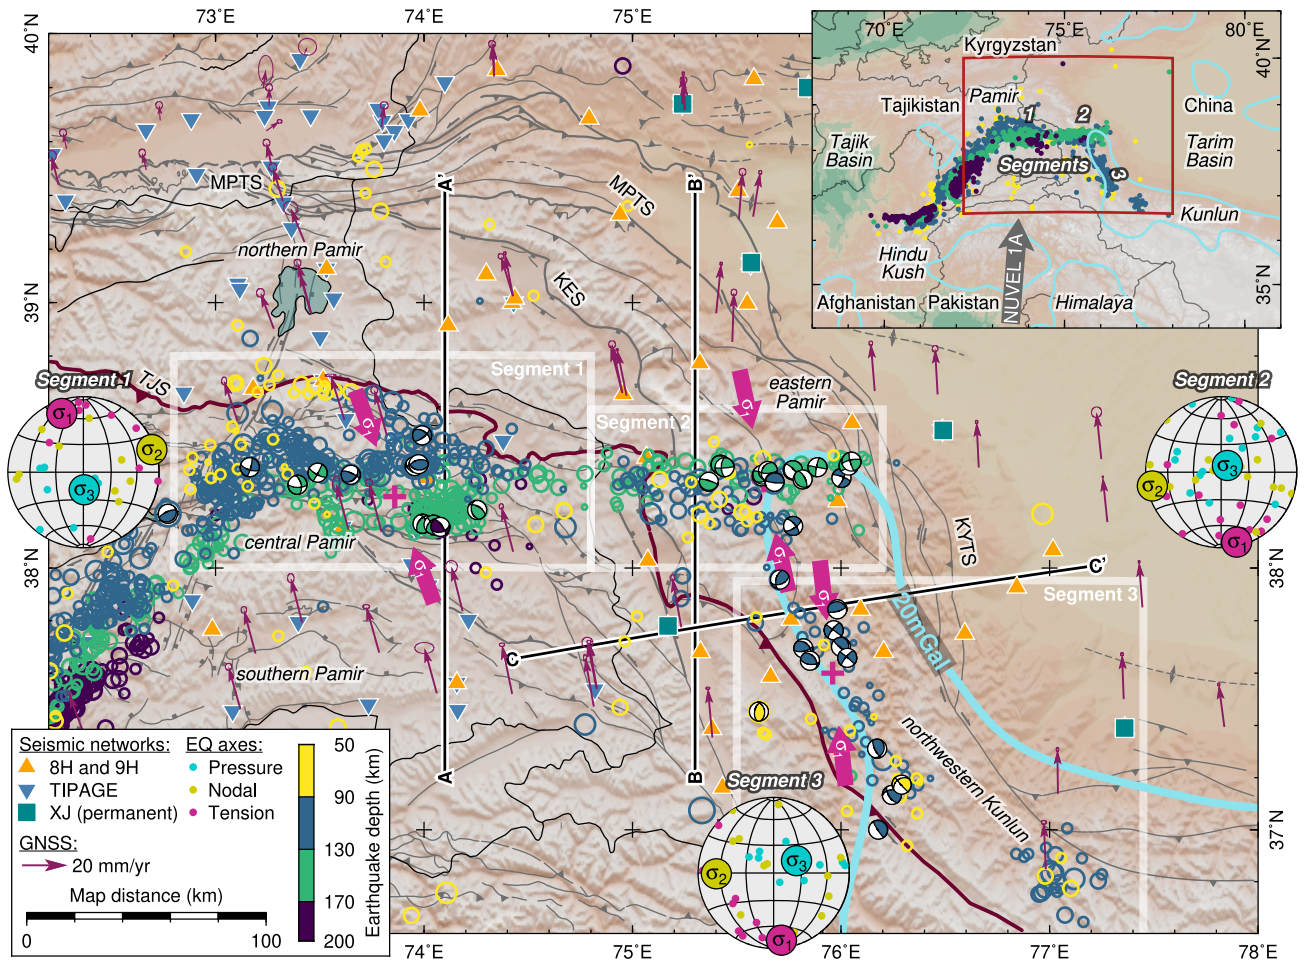 73°E
74°E
75°E
40°N
39°N
38°N
70°E
75°E
80°E
40°N
35°N
Kyrgyzstan
Tajikistan
Pamir
China
1
2
Tajik
Basin
Segments
3
Tarim
Basin
Kunlun
Hindu
Kush
NUVEL 1A
Afghanistan
Pakistan
Himalaya
MPTS
A'
B'
MPTS
northern Pamir
KES
Segment 1
TJS
Segment 1
σ1
σ2
σ3
Segment 2
eastern
Pamir
σ1
σ1
Segment 2
σ3
σ2
σ1
central Pamir
KYTS
σ1
σ1
C'
Segment 3
C
20mGal
southern Pamir
σ1
northwestern Kunlun
A
B
Segment 3
σ3
σ2
σ1
38°N
37°N
Seismic networks:
8H and 9H
TIPAGE
XJ (permanent)
EQ axes:
Pressure
Nodal
Tension
GNSS:
20 mm/yr
Map distance (km)
0
100
50
90
130
170
200
Earthquake depth (km)
74°E
75°E
76°E
77°E
78°E